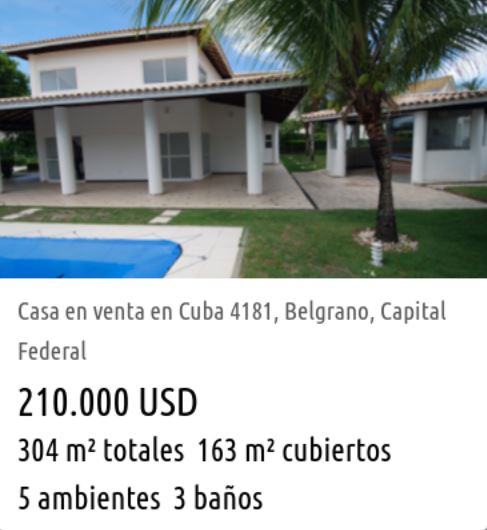 Casa en venta en Cuba 4181, Belgrano, Capital
Federal
210.000 USD
304 m² totales 163 m² cubiertos
5 ambientes 3 baños